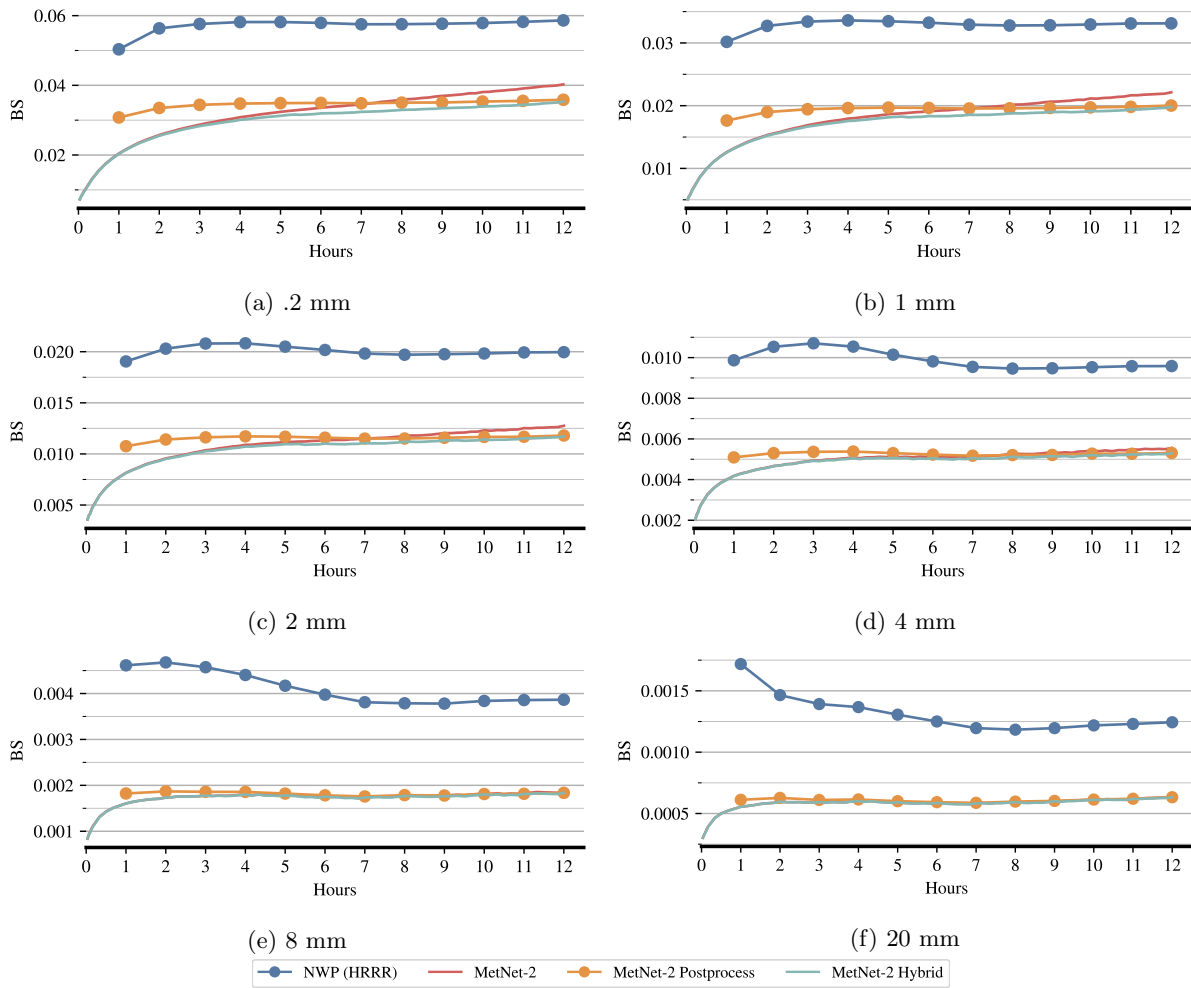 0.06
0.04
0.02
BS
0 1 2 3 4 5 6 7 8 9 10 11 12
Hours
(a) .2 mm
0.03
0.02
0.01
BS
0 1 2 3 4 5 6 7 8 9 10 11 12
Hours
(b) 1 mm
0.020
0.015
0.010
0.005
BS
0 1 2 3 4 5 6 7 8 9 10 11 12
Hours
(c) 2 mm
0.010
0.008
0.006
0.004
0.002
BS
0 1 2 3 4 5 6 7 8 9 10 11 12
Hours
(d) 4 mm
0.004
0.003
0.002
0.001
BS
0 1 2 3 4 5 6 7 8 9 10 11 12
Hours
(e) 8 mm
0.0015
0.0010
0.0005
BS
0 1 2 3 4 5 6 7 8 9 10 11 12
Hours
(f) 20 mm
NWP (HRRR) MetNet-2 MetNet-2 Postprocess MetNet-2 Hybrid